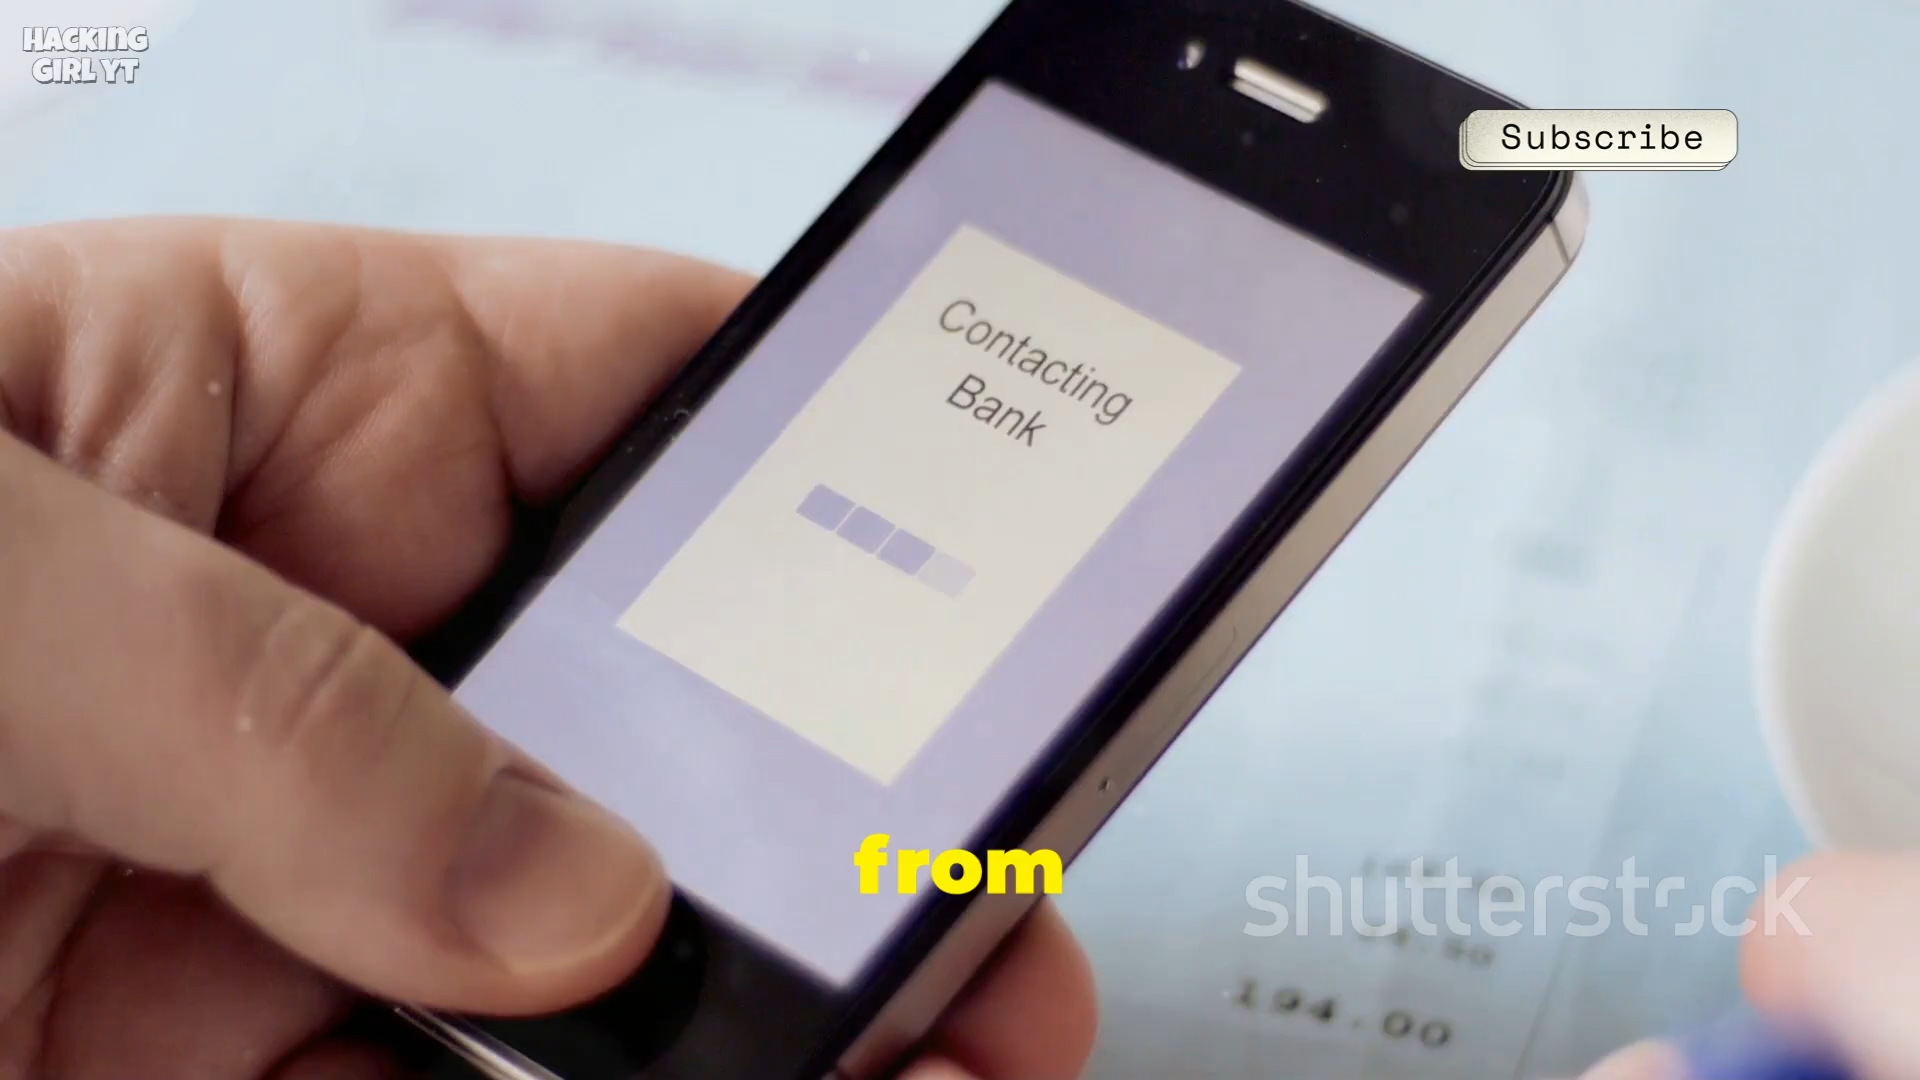 HACKING
GIRL YT
Subscribe
Contacting
Bank
from
shutterstock
194.00